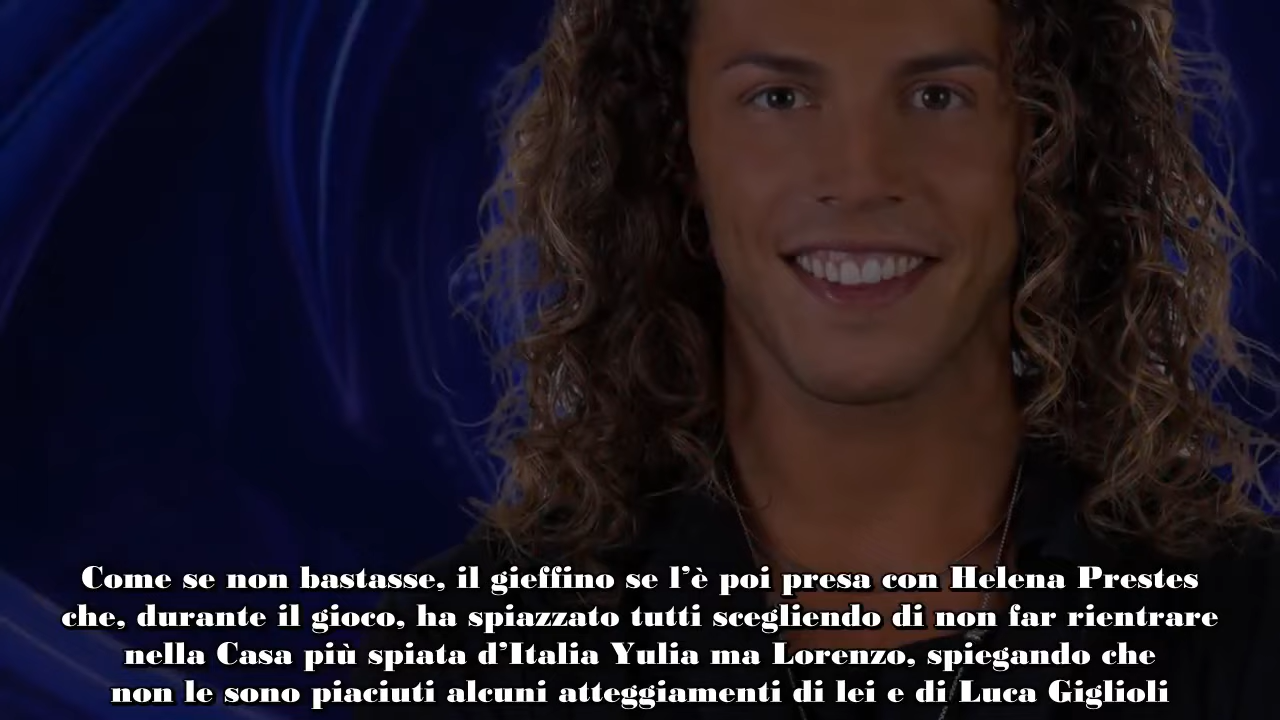 Come se non bastasse, il gieffino se l’è poi presa con Helena Prestes
che, durante il gioco, ha spiazzato tutti scegliendo di non far rientrare
nella Casa più spiata d’Italia Yulia ma Lorenzo, spiegando che
non le sono piaciuti alcuni atteggiamenti di lei e di Luca Giglioli